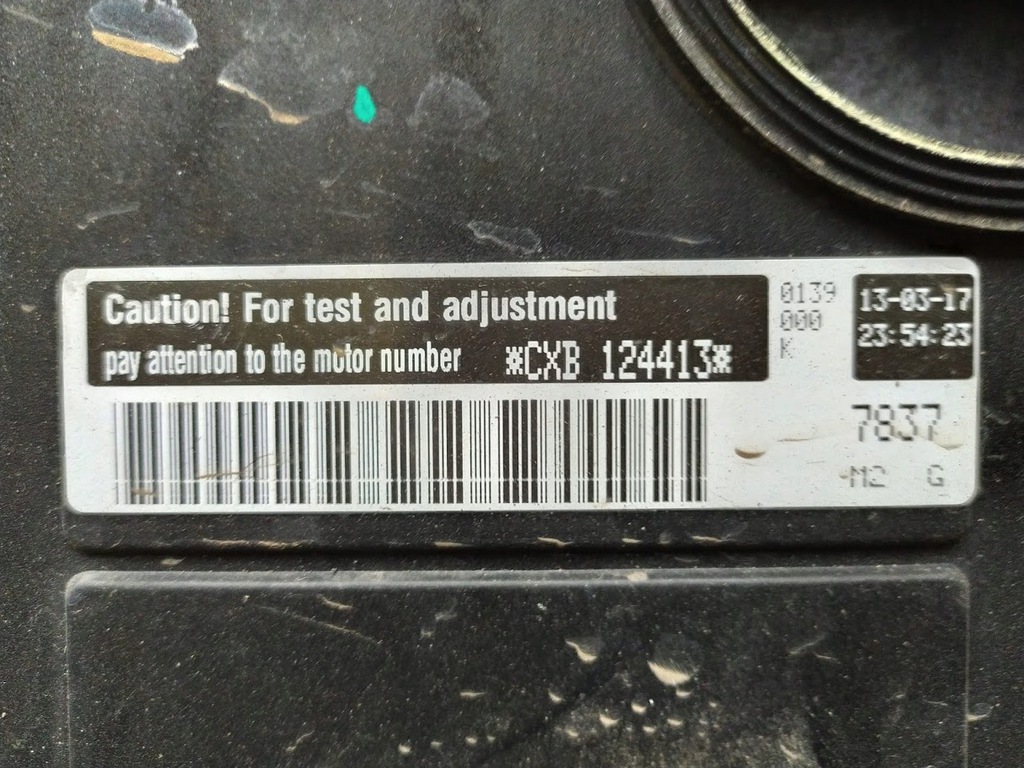 Caution! For test and adjustment
pay attention to the motor number *CXB 124413*
0139
000
K
13-03-17
23:54:23
7837
M2 G